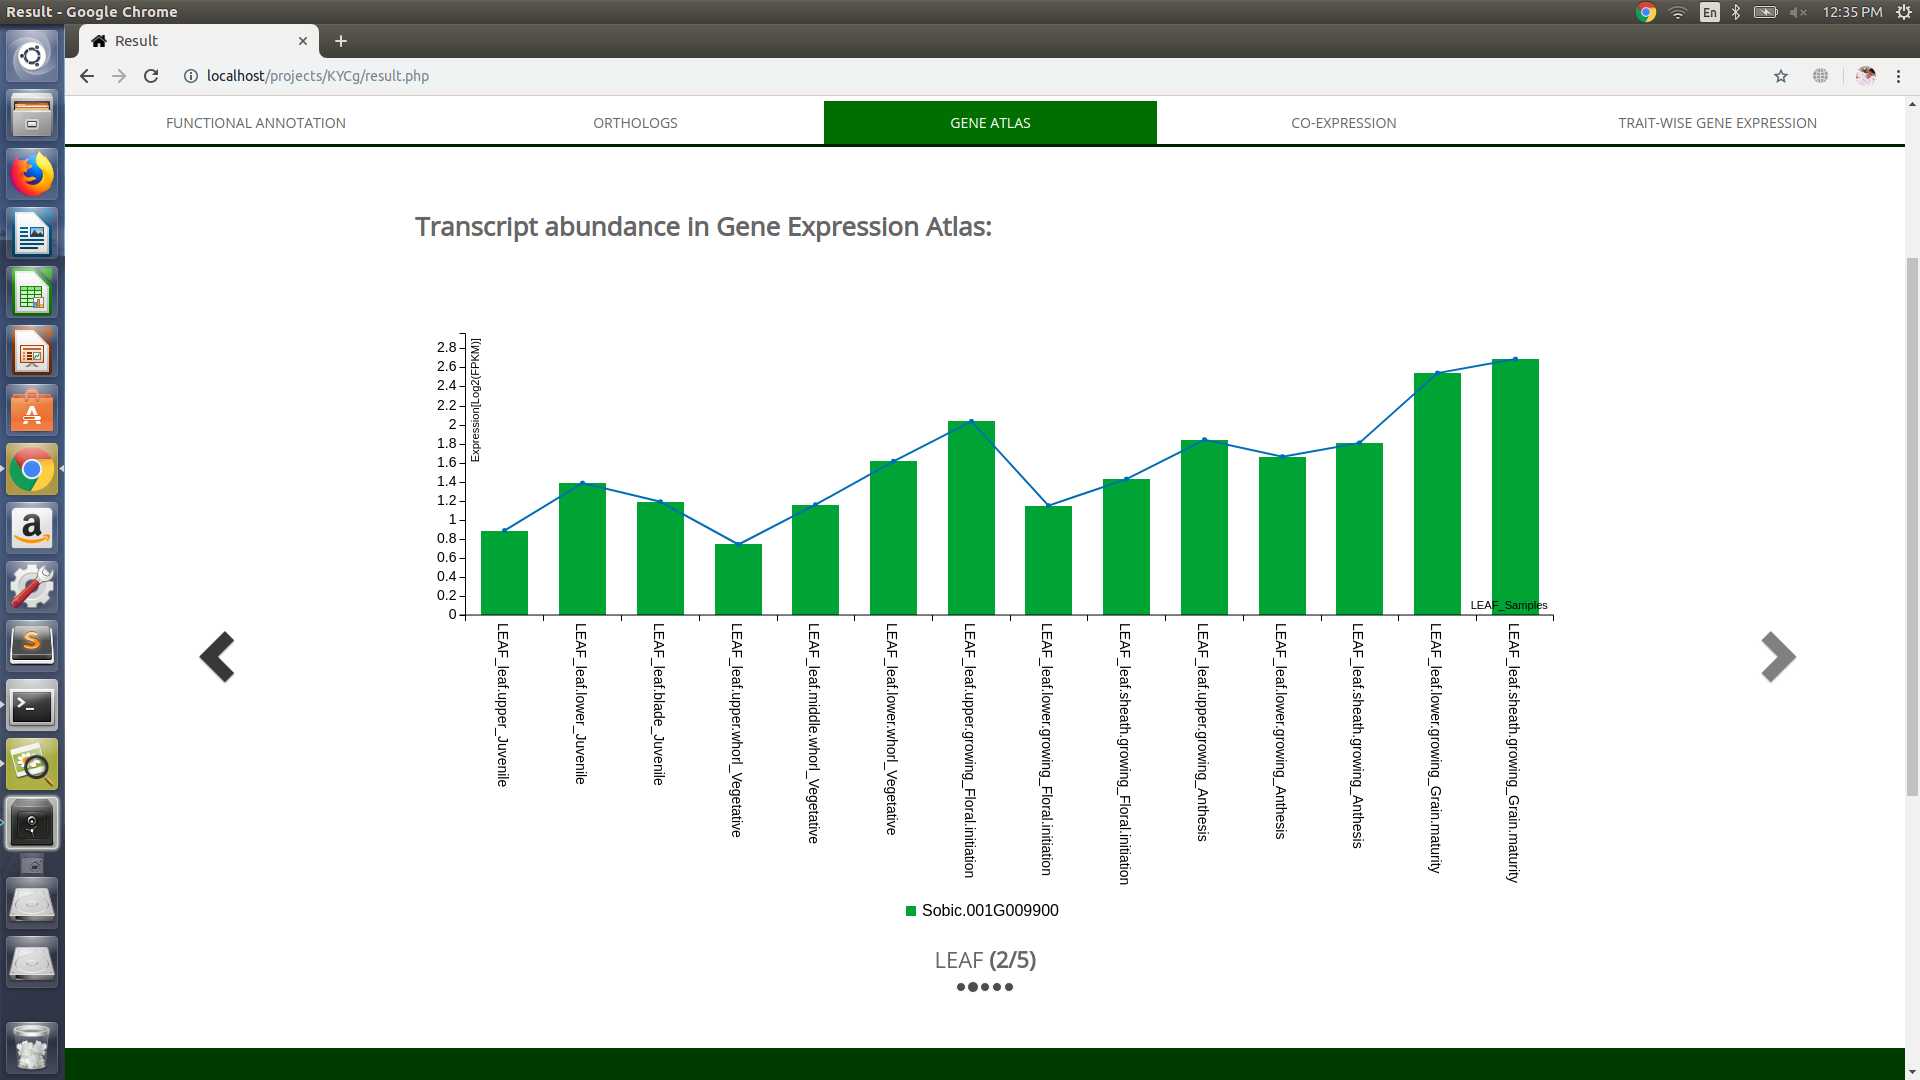 Result - Google Chrome
En
12:35 PM
Result
localhost/projects/KYCg/result.php
FUNCTIONAL ANNOTATION
ORTHOLOGS
GENE ATLAS
CO-EXPRESSION
TRAIT-WISE GENE EXPRESSION
Transcript abundance in Gene Expression Atlas:
Expression[Log2(FPKM)]
2.8
2.6
2.4
2.2
2
1.8
1.6
1.4
1.2
1
0.8
0.6
0.4
0.2
0
LEAF_Samples
LEAF_leaf.upper_Juvenile
LEAF_leaf.lower_Juvenile
LEAF_leaf.blade_Juvenile
LEAF_leaf.upper.whorl_Vegetative
LEAF_leaf.middle.whorl_Vegetative
LEAF_leaf.lower.whorl_Vegetative
LEAF_leaf.upper.growing_Floral.initiation
LEAF_leaf.lower.growing_Floral.initiation
LEAF_leaf.sheath.growing_Floral.initiation
LEAF_leaf.upper.growing_Anthesis
LEAF_leaf.lower.growing_Anthesis
LEAF_leaf.sheath.growing_Anthesis
LEAF_leaf.lower.growing_Grain.maturity
LEAF_leaf.sheath.growing_Grain.maturity
Sobic.001G009900
LEAF (2/5)